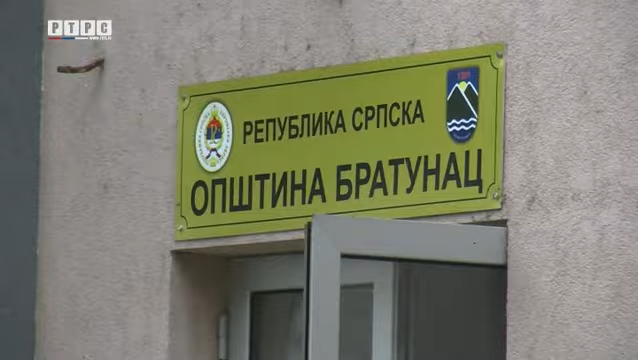 РТРС
РЕПУБЛИКА СРПСКА
ОПШТИНА БРАТУНАЦ